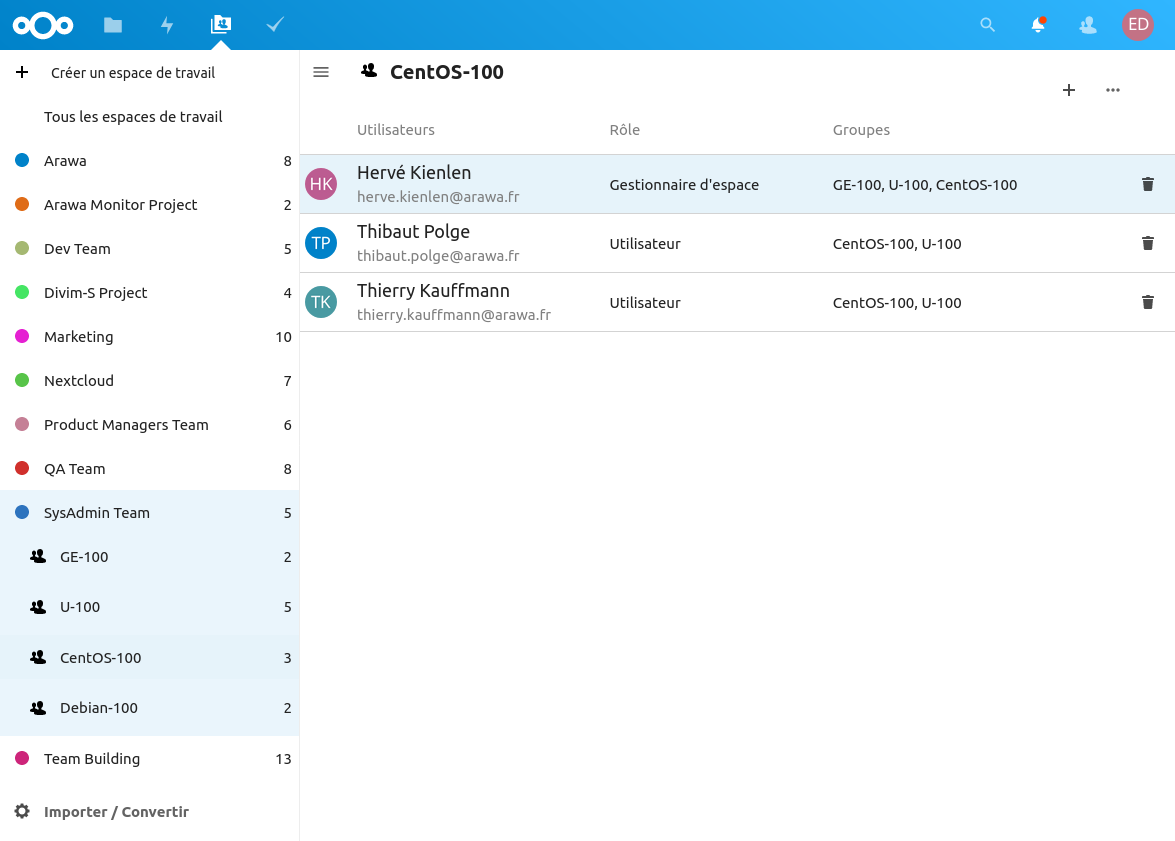 ED
Créer un espace de travail
Tous les espaces de travail
Arawa 8
Arawa Monitor Project 2
Dev Team 5
Divim-S Project 4
Marketing 10
Nextcloud 7
Product Managers Team 6
QA Team 8
SysAdmin Team 5
GE-100 2
U-100 5
CentOS-100 3
Debian-100 2
Team Building 13
Importer / Convertir
CentOS-100
Utilisateurs Rôle Groupes
HK Hervé Kienlen
herve.kienlen@arawa.fr
Gestionnaire d'espace GE-100, U-100, CentOS-100
TP Thibaut Polge
thibaut.polge@arawa.fr
Utilisateur CentOS-100, U-100
TK Thierry Kauffmann
thierry.kauffmann@arawa.fr
Utilisateur CentOS-100, U-100